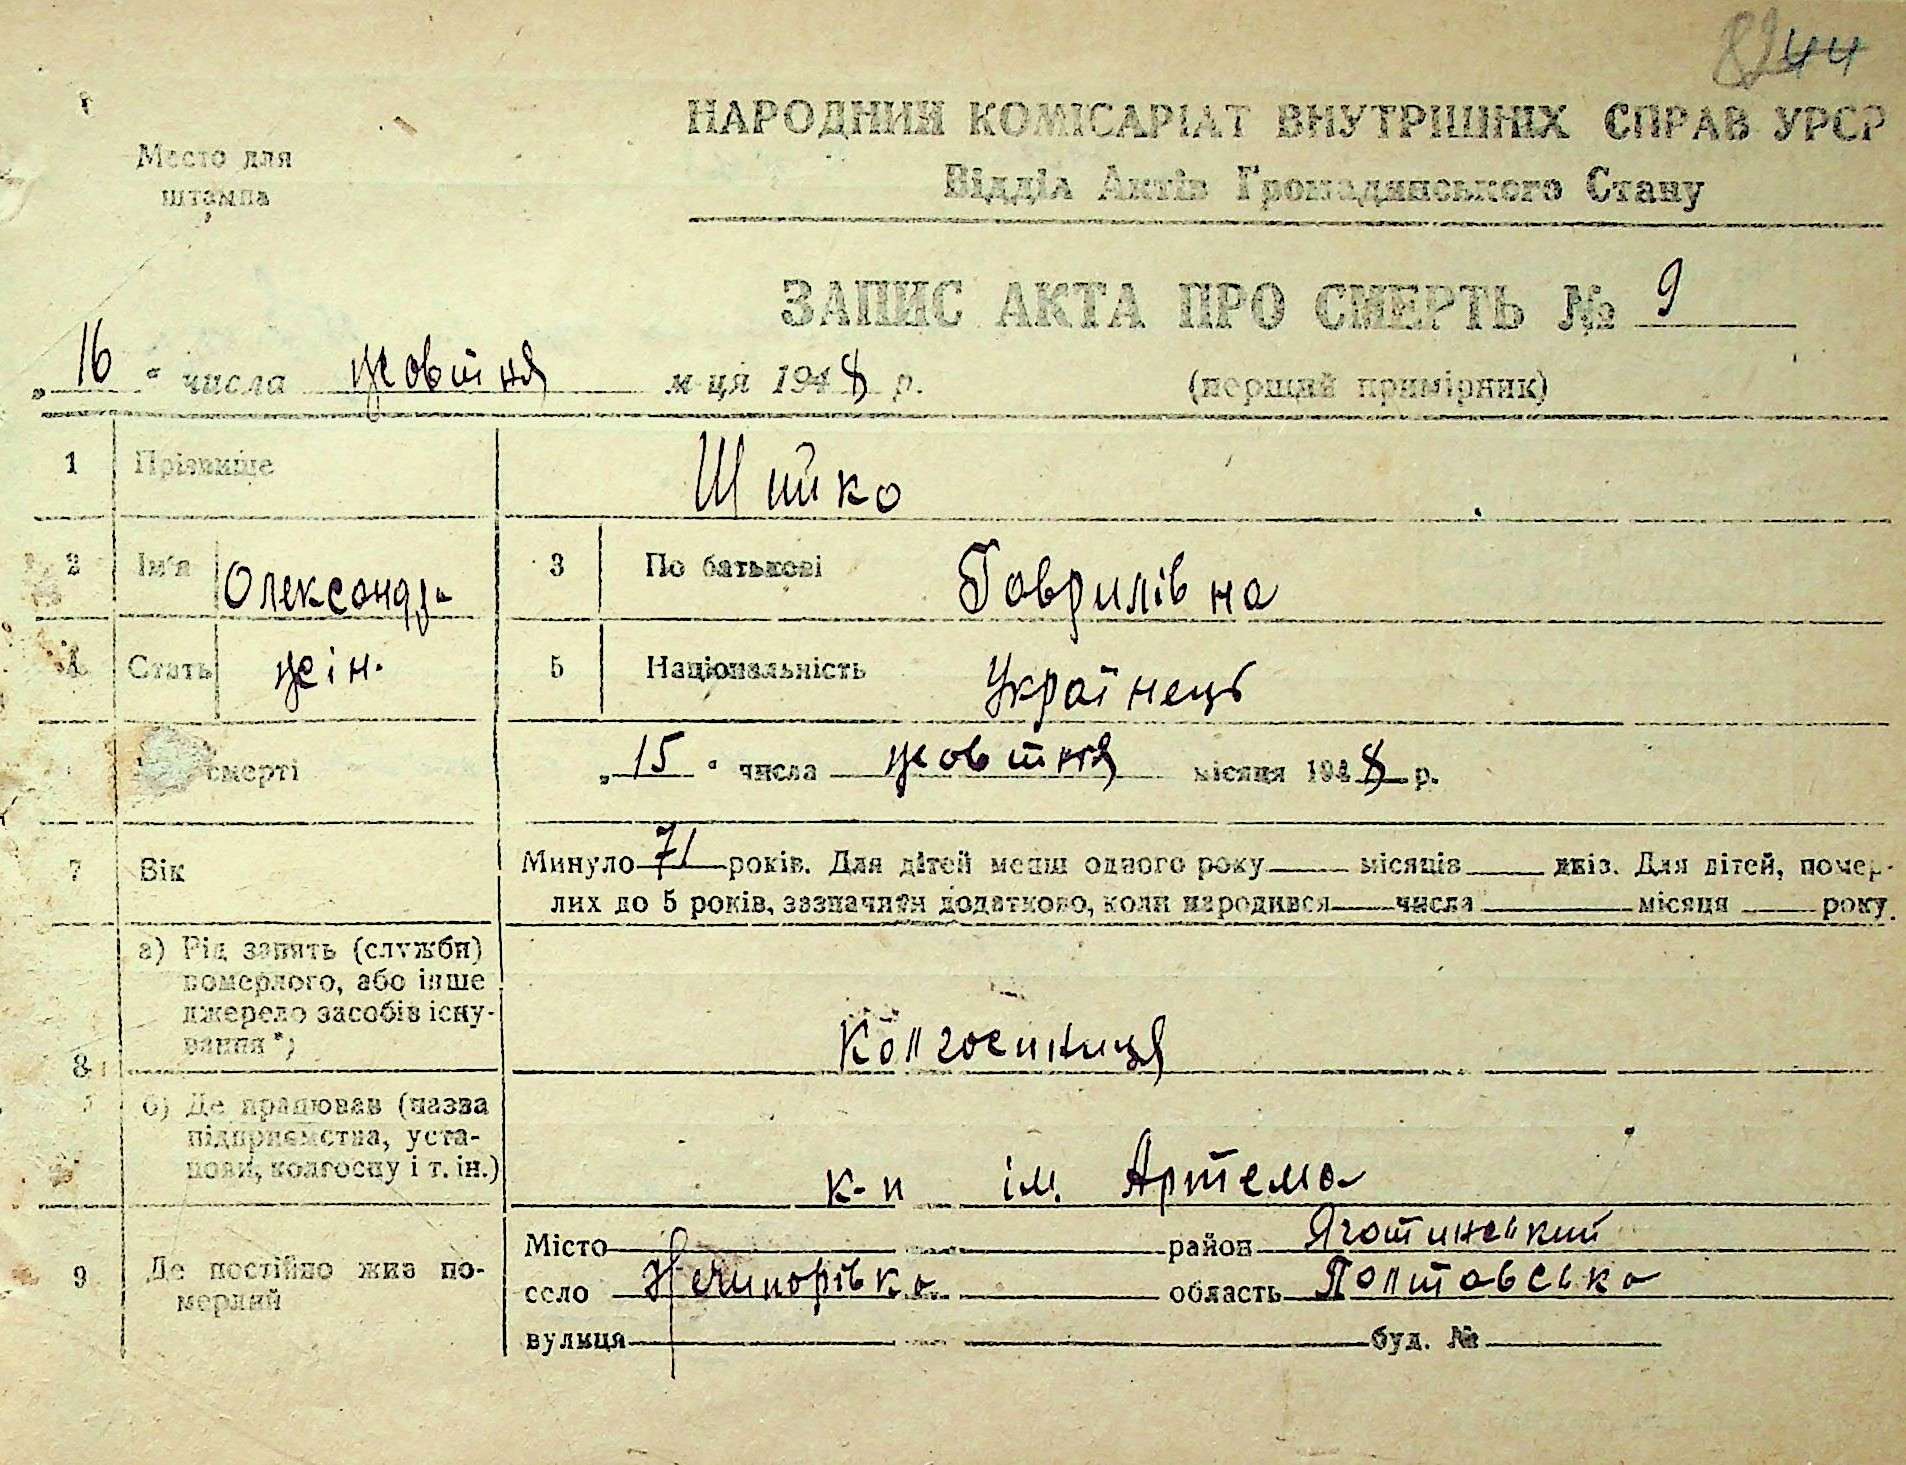 82 44
НАРОДНИЙ КОМІСАРІАТ ВНУТРІШНІХ СПРАВ УРСР
Место для
штампа
Відділ Актів Громадянського Стану
ЗАПИС АКТА ПРО СМЕРТЬ № 9
„16“ числа жовтня м-ця 1948 р. (перщий примірник)
1 Прізвище Шийко
2 Ім'я Олександра 3 По батькові Гаврилівна
4 Стать жін. 5 Національність Українець
смерті „15“ числа жовтня місяця 1948 р.
7 Вік Минуло 71 років. Для дітей менш одного року місяців днів. Для дітей, помер-
лих до 5 років, зазначити додатково, коли народився числа місяця року.
а) Рід занять (служби)
померлого, або інше
джерело засобів існу-
вання*) Колгоспниця
8
б) Де працював (назва
підприємства, уста-
нови, колгоспу і т. ін.) к-п ім. Артема
9 Де постійно жив по-
мерлий
Місто район Яготинський
село Нечипорівка область Полтавська
вулиця буд. №